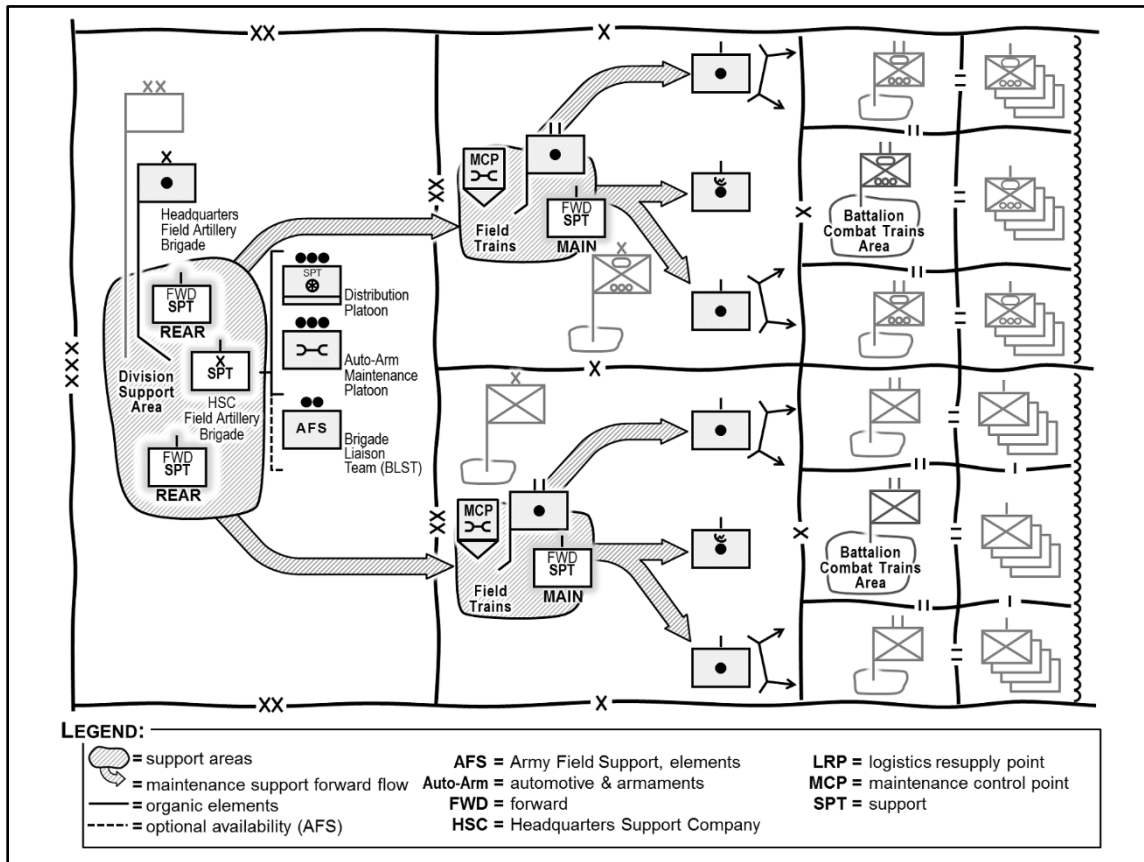 XX
X
XX
X
Headquarters
Field Artillery
Brigade
FWD
SPT
REAR
X
SPT
HSC
Field Artillery
Brigade
Division
Support
Area
FWD
SPT
REAR
XXX
SPT
Distribution
Platoon
Auto-Arm
Maintenance
Platoon
AFS
Brigade
Liaison
Team (BLST)
XX
MCP
Field
Trains
FWD
SPT
MAIN
X
X
X
Battalion
Combat Trains
Area
X
XX
MCP
Field
Trains
FWD
SPT
MAIN
X
Battalion
Combat Trains
Area
XX
X
LEGEND:
= support areas
= maintenance support forward flow
= organic elements
= optional availability (AFS)
AFS = Army Field Support, elements
Auto-Arm = automotive & armaments
FWD = forward
HSC = Headquarters Support Company
LRP = logistics resupply point
MCP = maintenance control point
SPT = support